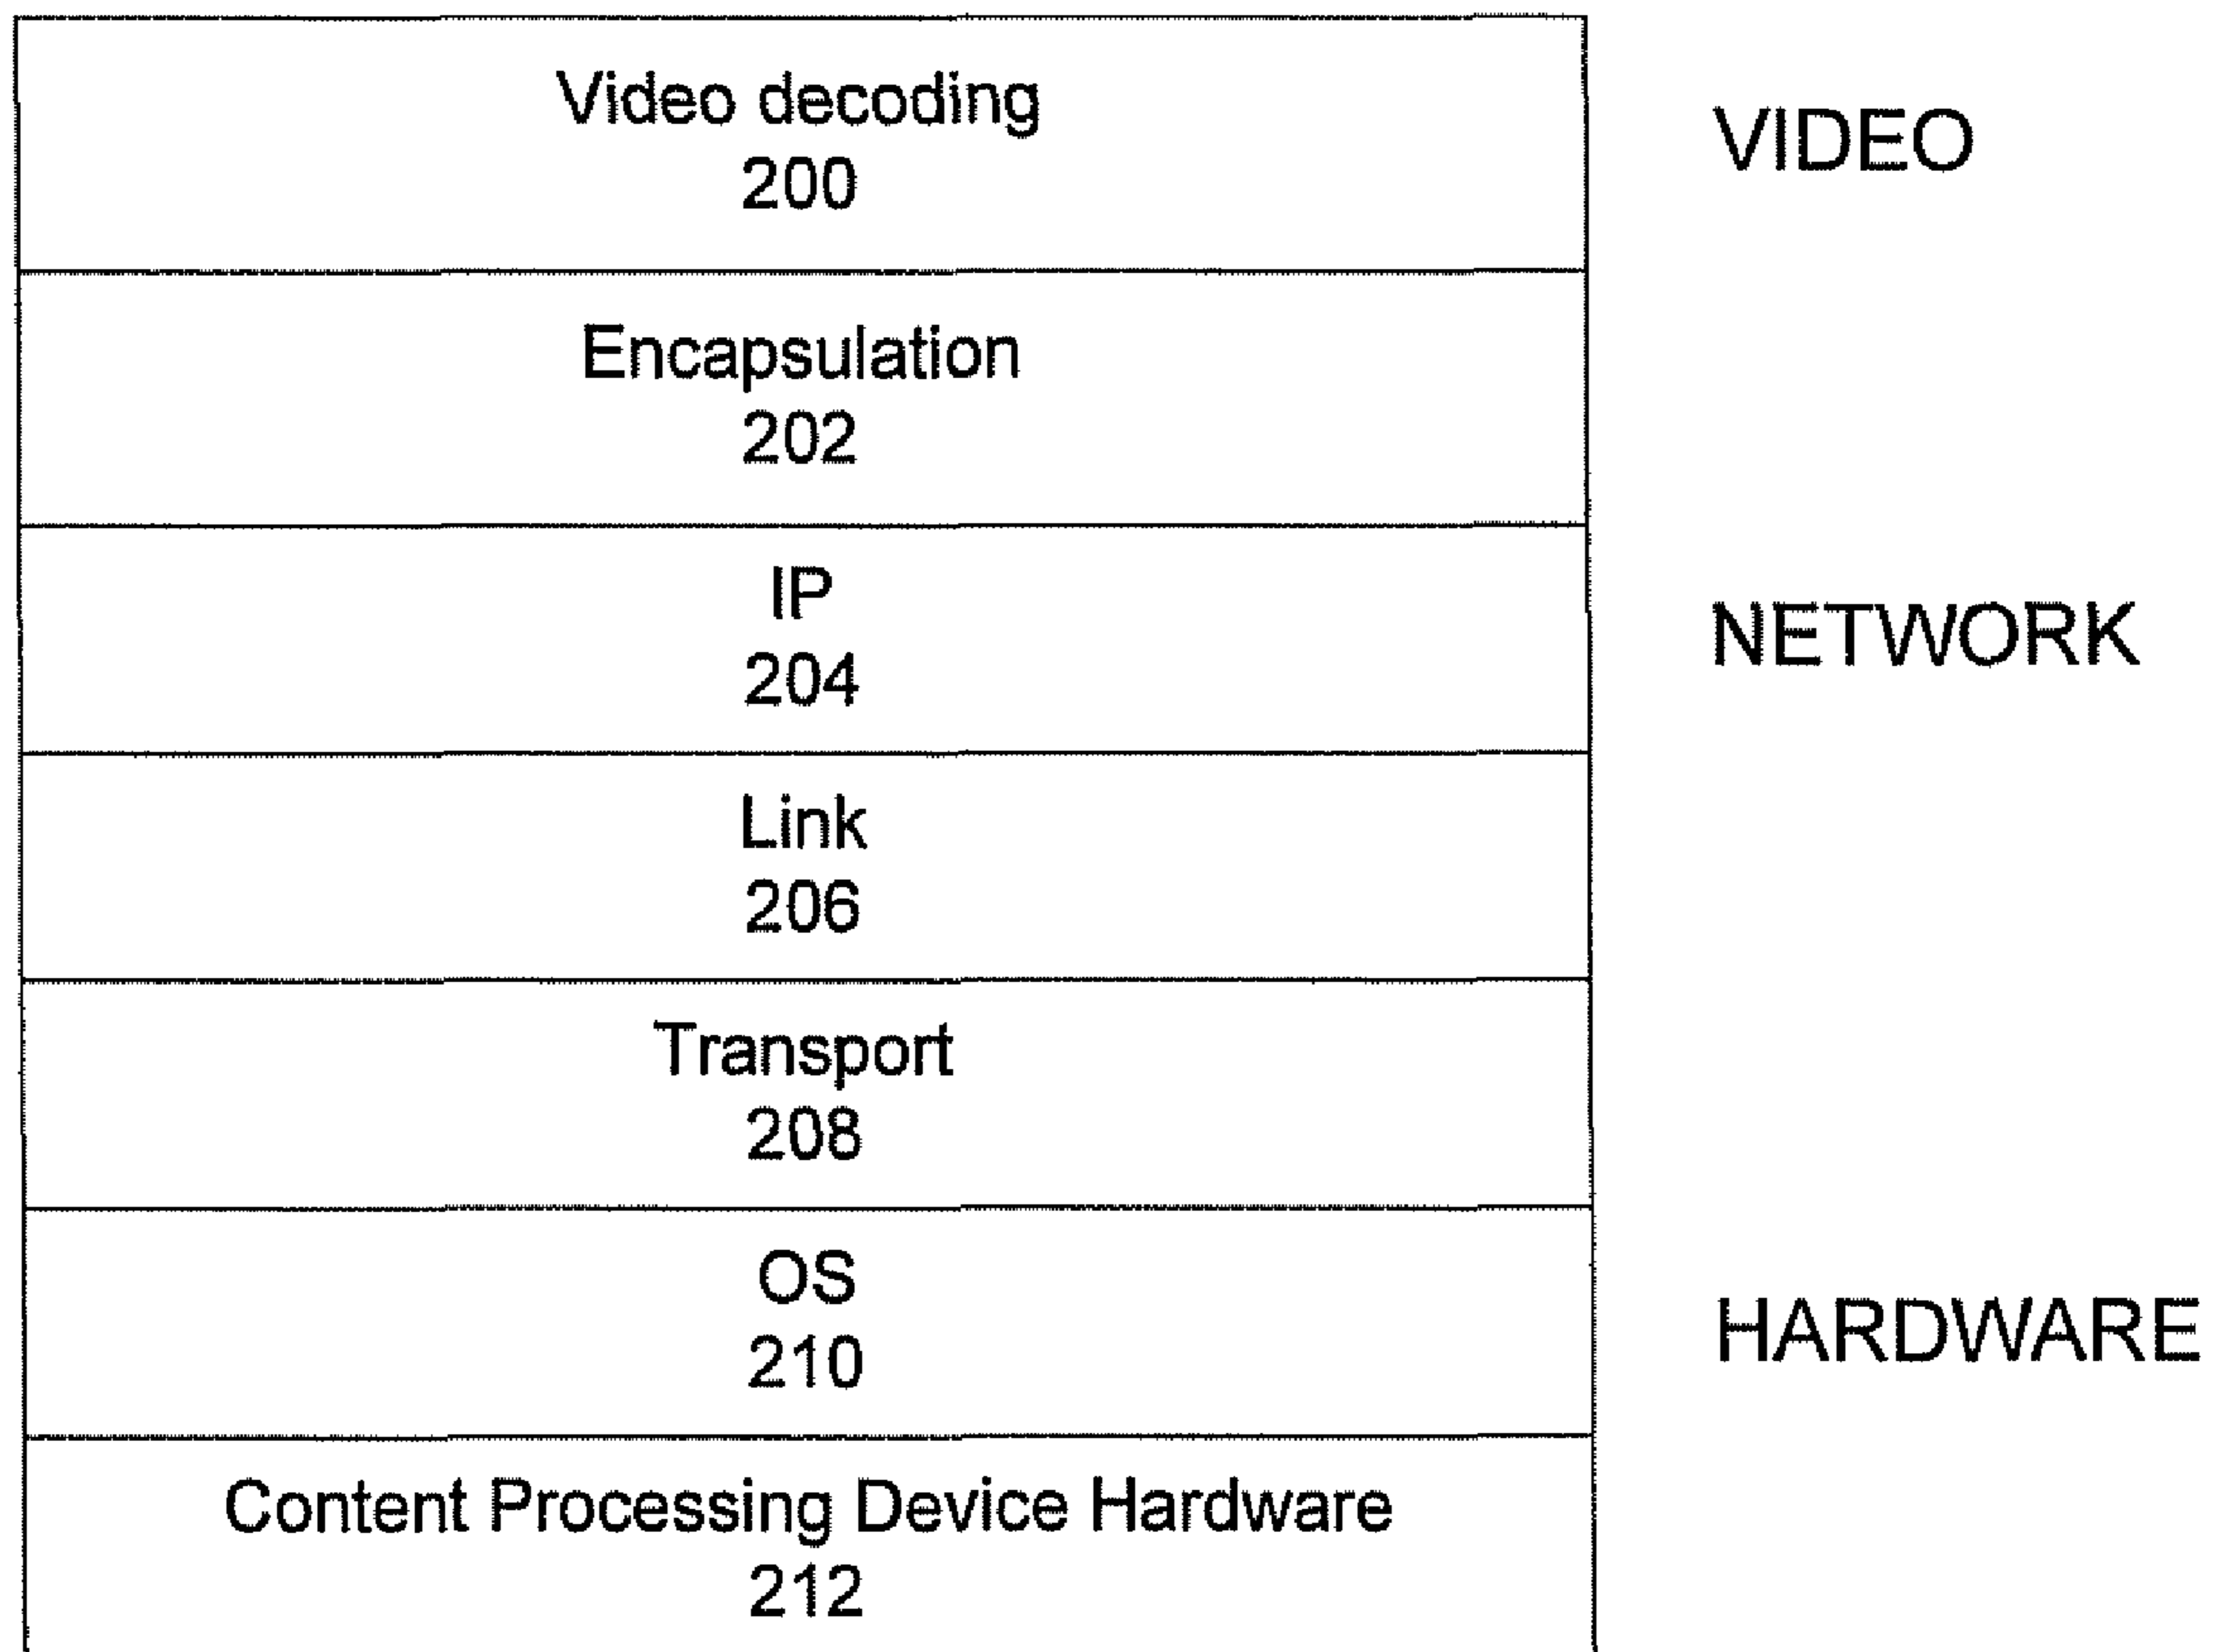 Video decoding
200
VIDEO
Encapsulation
202
IP
204
NETWORK
Link
206
Transport
208
OS
210
HARDWARE
Content Processing Device Hardware
212